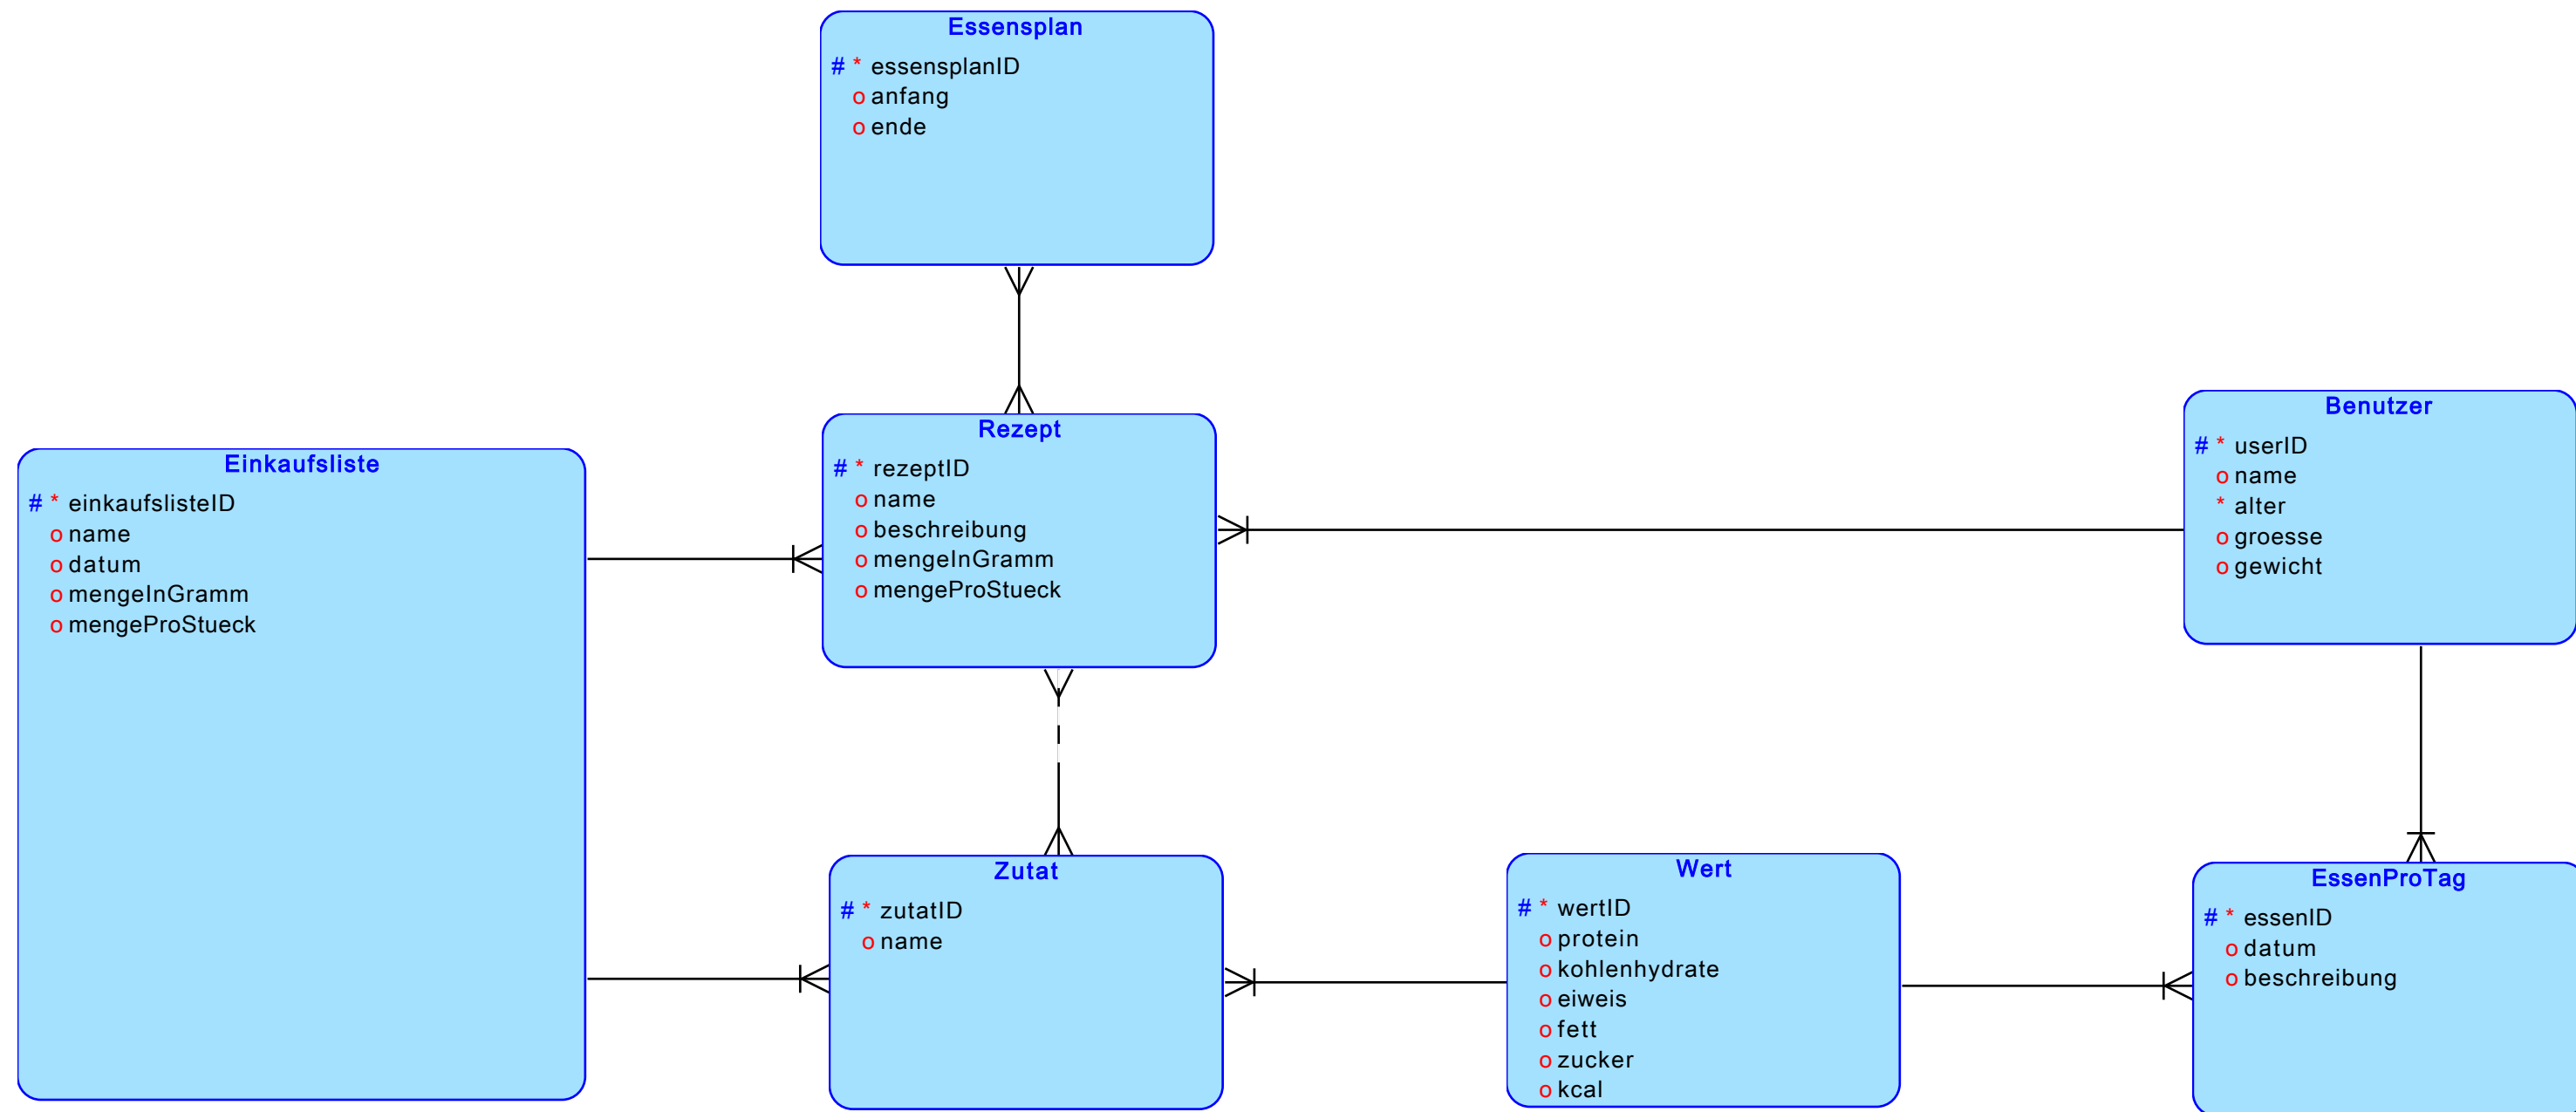 Essensplan
# * essensplanID
o anfang
o ende
Rezept
# * rezeptID
o name
o beschreibung
o mengeInGramm
o mengeProStueck
Benutzer
# * userID
o name
* alter
o groesse
o gewicht
Einkaufsliste
# * einkaufslisteID
o name
o datum
o mengeInGramm
o mengeProStueck
Zutat
# * zutatID
o name
Wert
# * wertID
o protein
o kohlenhydrate
o eiweis
o fett
o zucker
o kcal
EssenProTag
# * essenID
o datum
o beschreibung